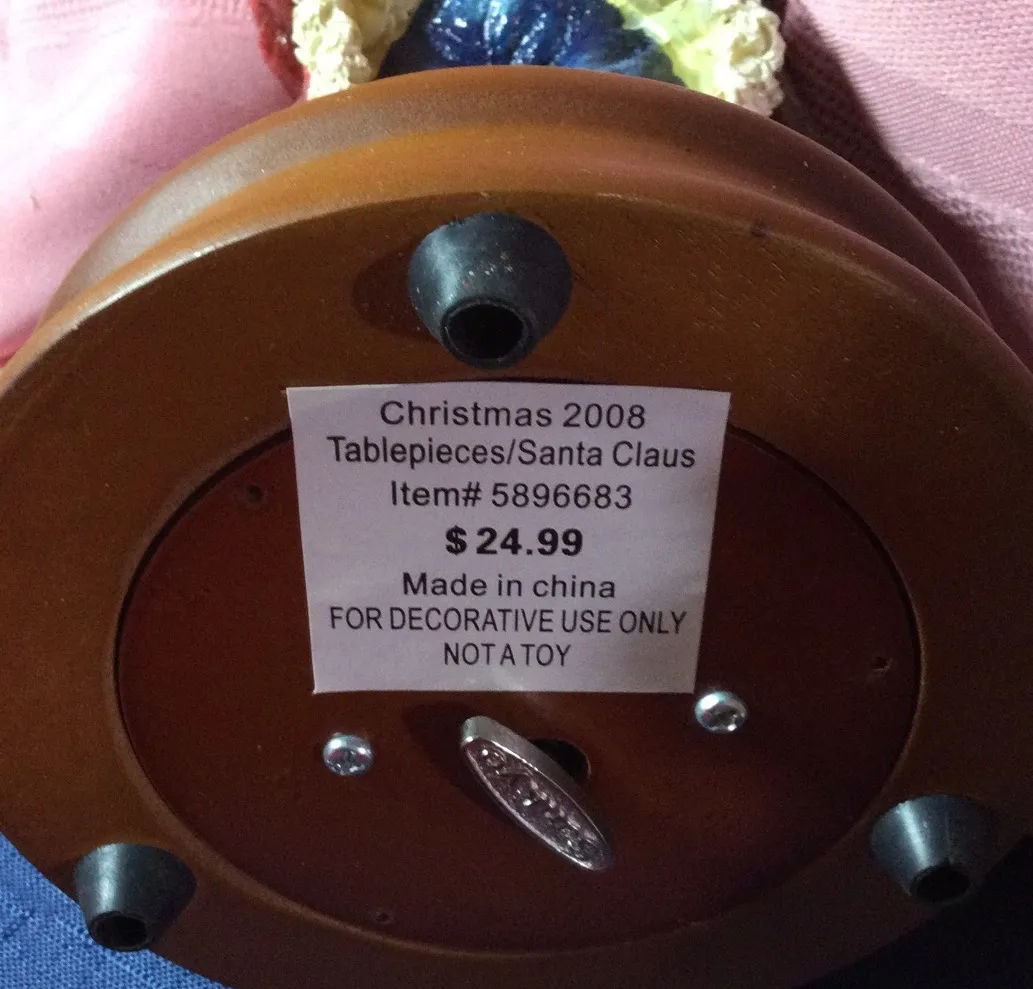 Christmas 2008
Tablepieces/Santa Claus
Item# 5896683
$ 24.99
Made in china
FOR DECORATIVE USE ONLY
NOT A TOY